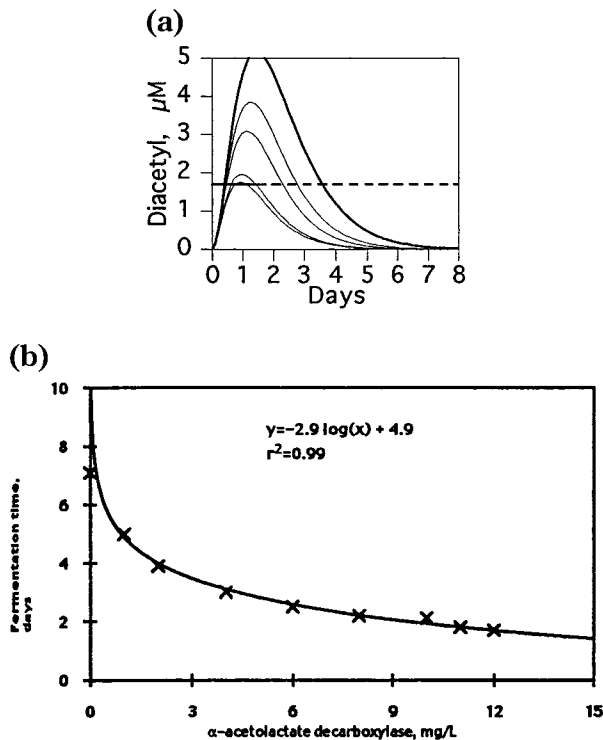 (a)
5
4
3
2
1
0
Diacetyl, μM
0 1 2 3 4 5 6 7 8
Days
(b)
10
8
6
4
2
0
Fermentation time,
days
y=−2.9 log(x) + 4.9
r²=0.99
0 3 6 9 12 15
α-acetolactate decarboxylase, mg/L